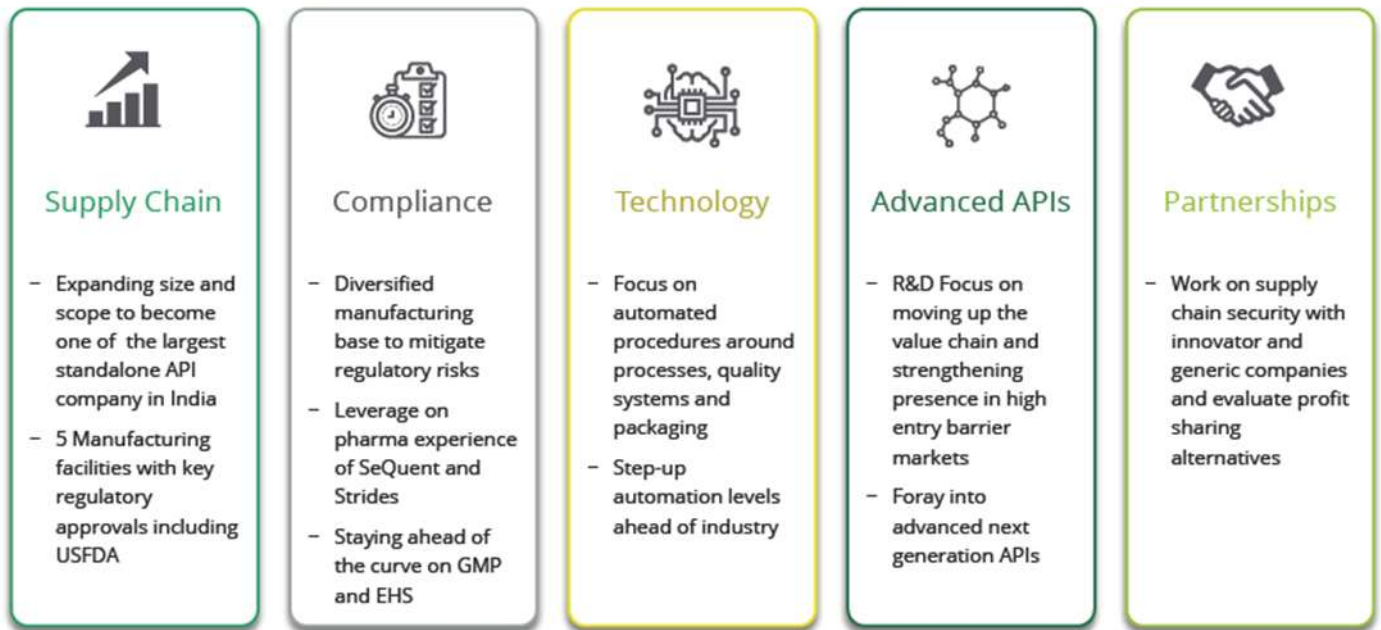 Supply Chain
– Expanding size and
scope to become
one of the largest
standalone API
company in India
– 5 Manufacturing
facilities with key
regulatory
approvals including
USFDA
Compliance
– Diversified
manufacturing
base to mitigate
regulatory risks
– Leverage on
pharma experience
of SeQuent and
Strides
– Staying ahead of
the curve on GMP
and EHS
Technology
– Focus on
automated
procedures around
processes, quality
systems and
packaging
– Step-up
automation levels
ahead of industry
Advanced APIs
– R&D Focus on
moving up the
value chain and
strengthening
presence in high
entry barrier
markets
– Foray into
advanced next
generation APIs
Partnerships
– Work on supply
chain security with
innovator and
generic companies
and evaluate profit
sharing
alternatives